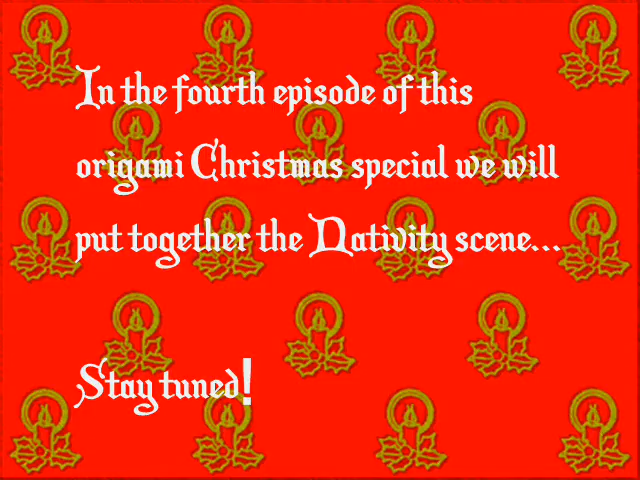 In the fourth episode of this
origami Christmas special we will
put together the Nativity scene...
Stay tuned!